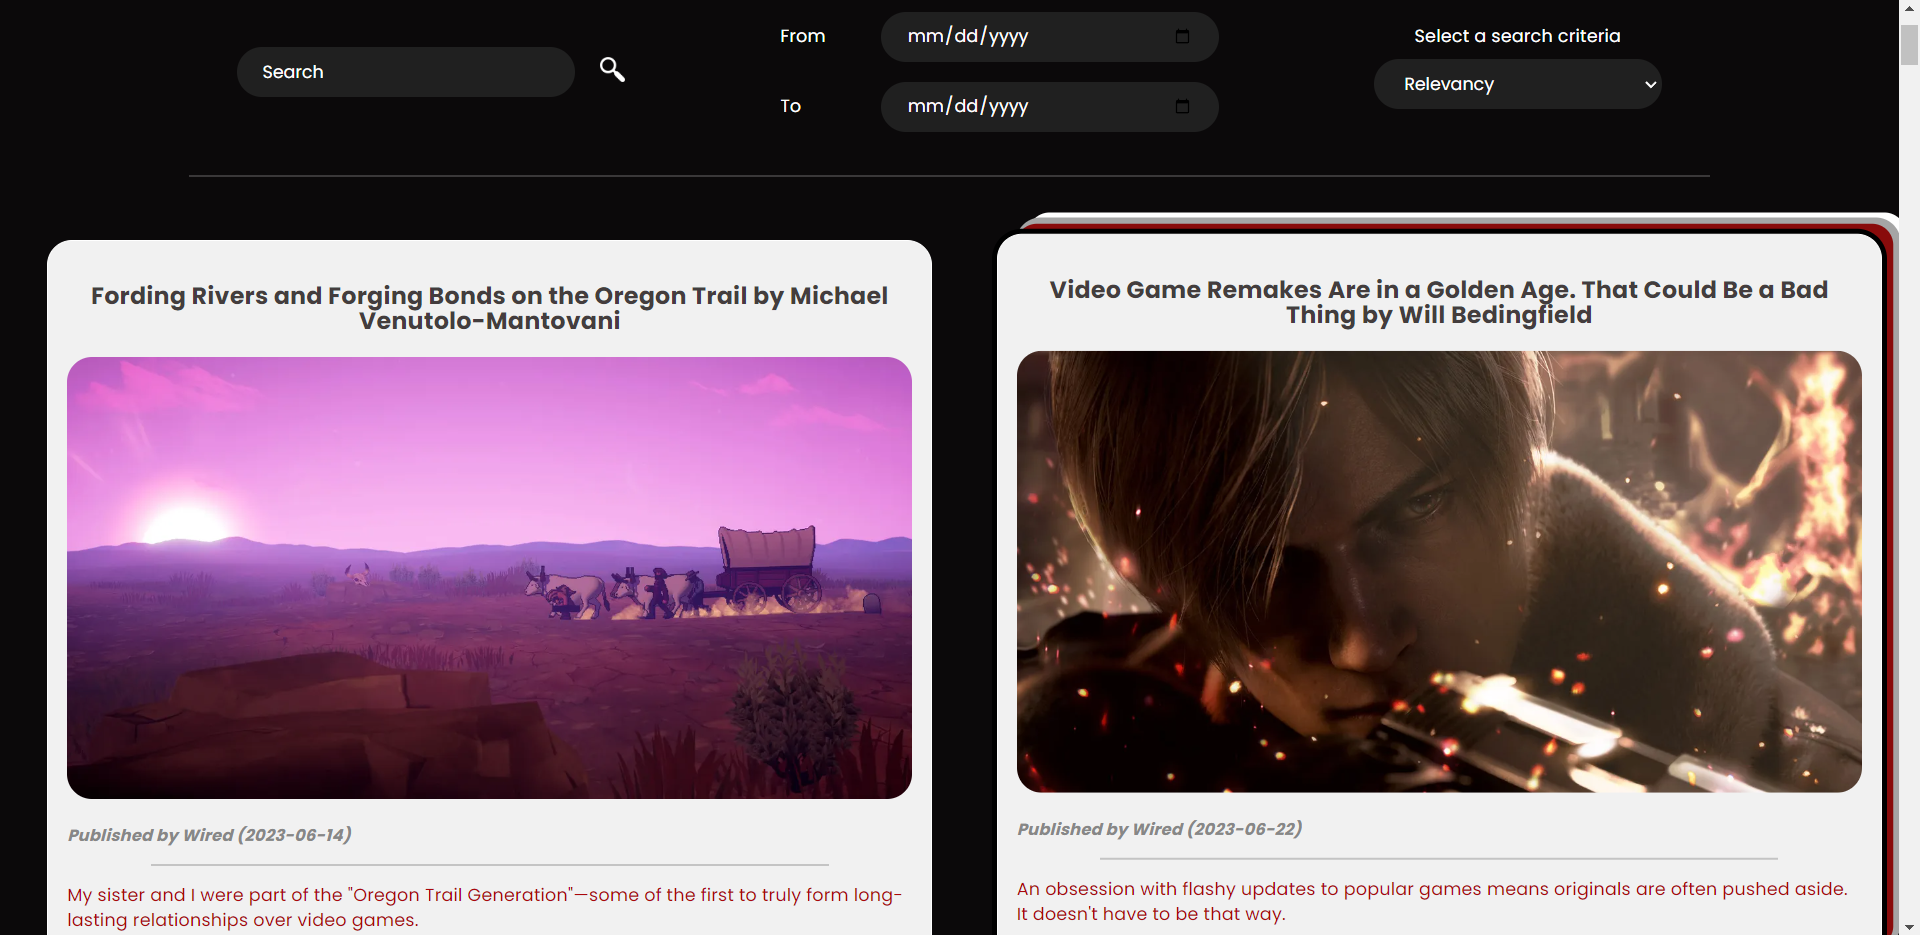 Search
From
mm/dd/yyyy
To
mm/dd/yyyy
Select a search criteria
Relevancy
Fording Rivers and Forging Bonds on the Oregon Trail by Michael
Venutolo-Mantovani
Published by Wired (2023-06-14)
My sister and I were part of the "Oregon Trail Generation"—some of the first to truly form long-
lasting relationships over video games.
Video Game Remakes Are in a Golden Age. That Could Be a Bad
Thing by Will Bedingfield
Published by Wired (2023-06-22)
An obsession with flashy updates to popular games means originals are often pushed aside.
It doesn't have to be that way.